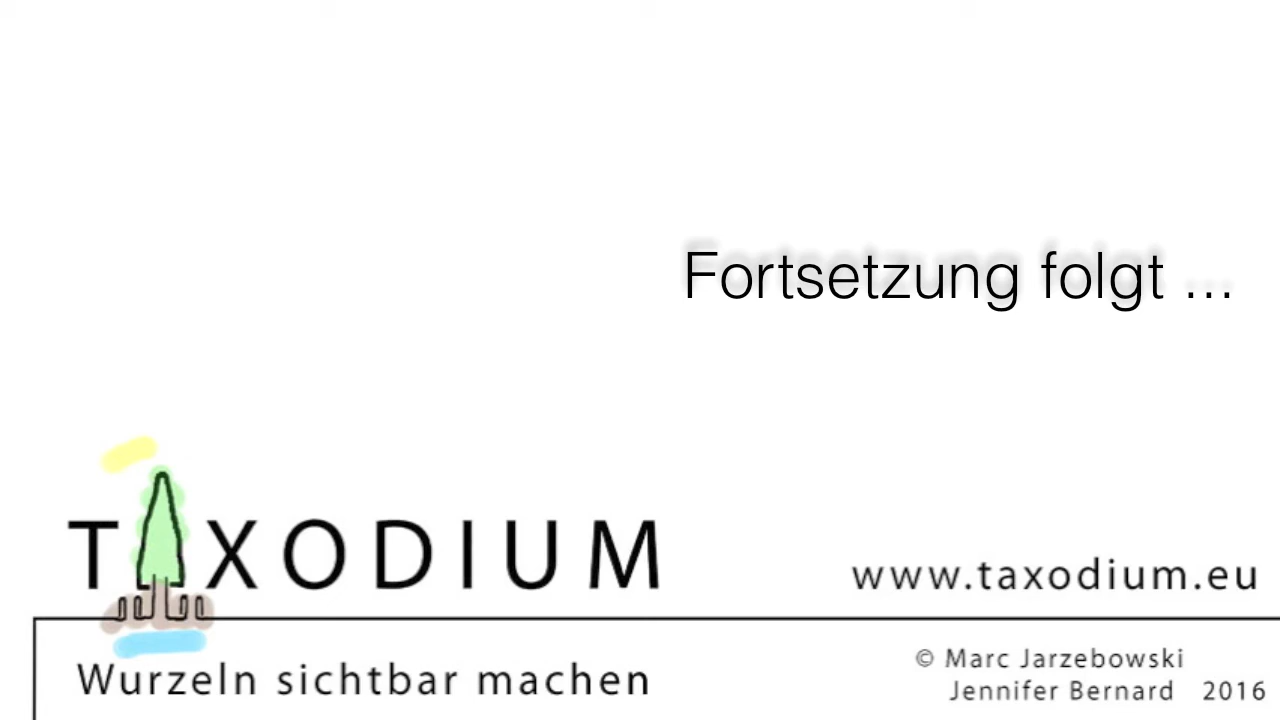 Fortsetzung folgt ...
TAXODIUM
www.taxodium.eu
Wurzeln sichtbar machen
© Marc Jarzebowski
Jennifer Bernard 2016